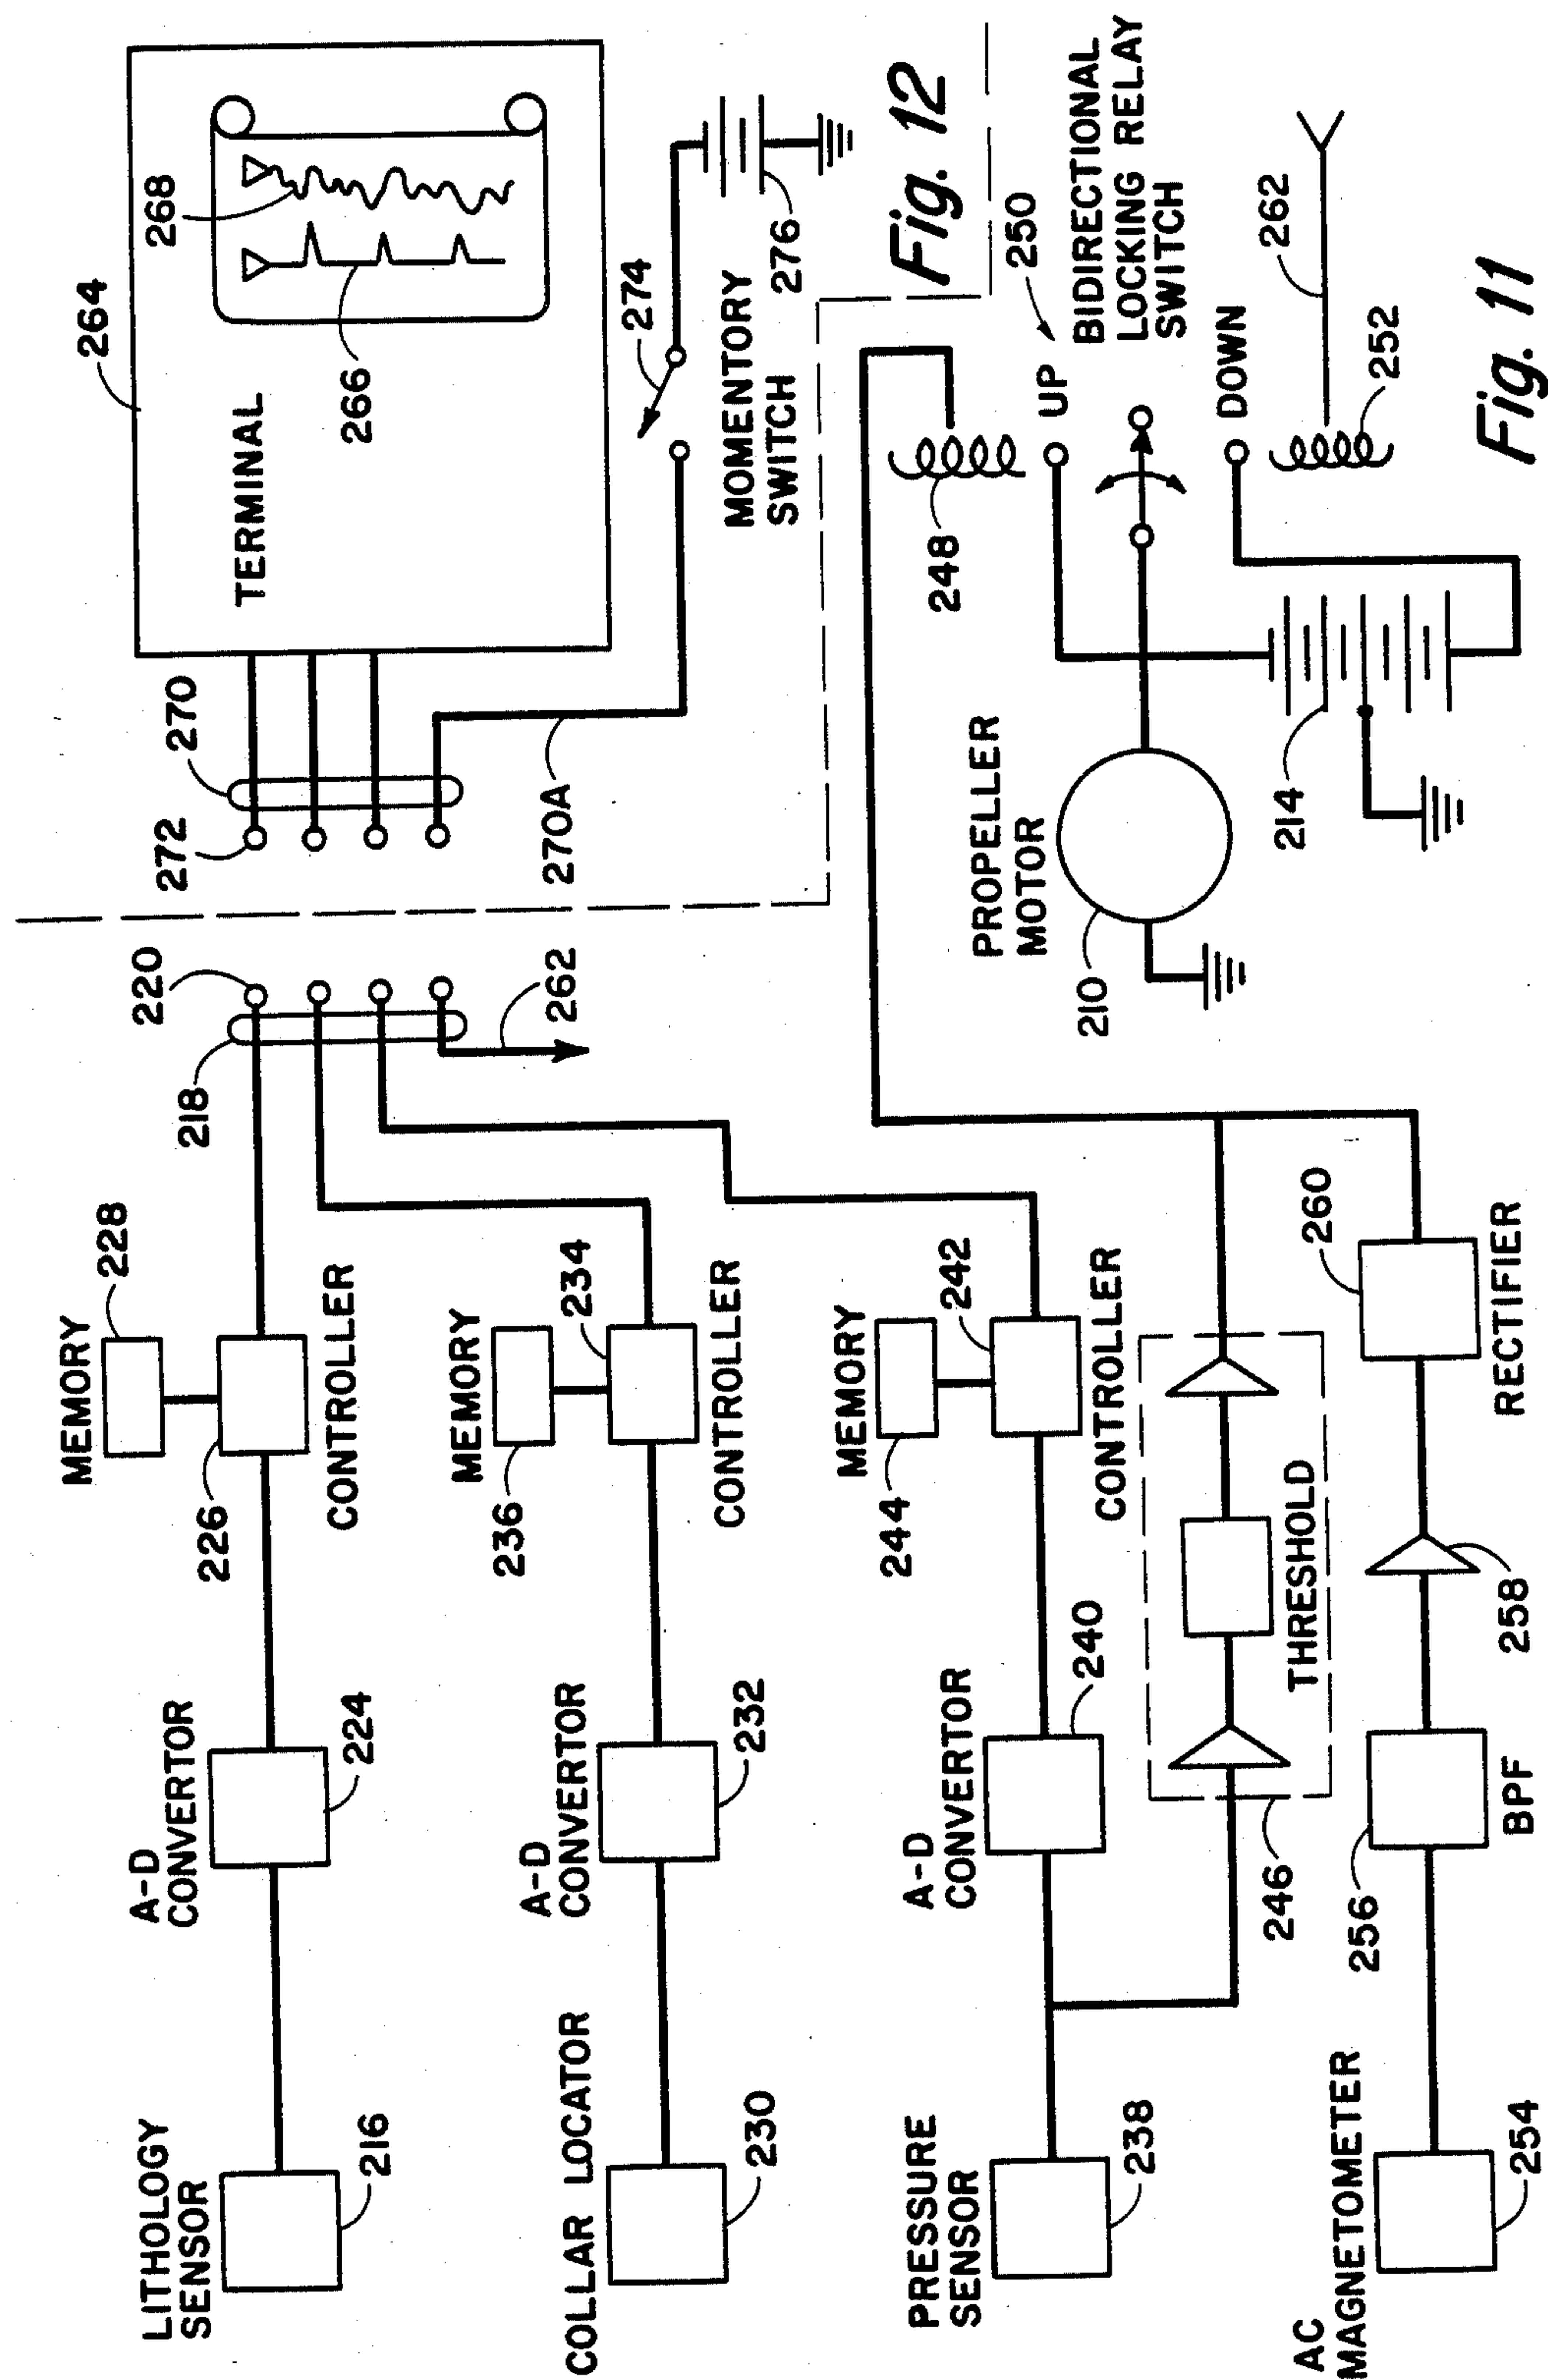 264
TERMINAL
268
266
270
272
270A
274
MOMENTORY
SWITCH
276
Fig. 12
220
218
262
MEMORY
228
226
CONTROLLER
A-D
CONVERTOR
224
LITHOLOGY
SENSOR
216
MEMORY
234
236
CONTROLLER
A-D
CONVERTOR
232
COLLAR LOCATOR
230
MEMORY
242
244
CONTROLLER
A-D
CONVERTOR
240
PRESSURE
SENSOR
238
THRESHOLD
246
260
RECTIFIER
258
256
BPF
AC
MAGNETOMETER
254
248
250
UP
BIDIRECTIONAL
LOCKING RELAY
SWITCH
PROPELLER
MOTOR
210
DOWN
262
252
214
Fig. 11